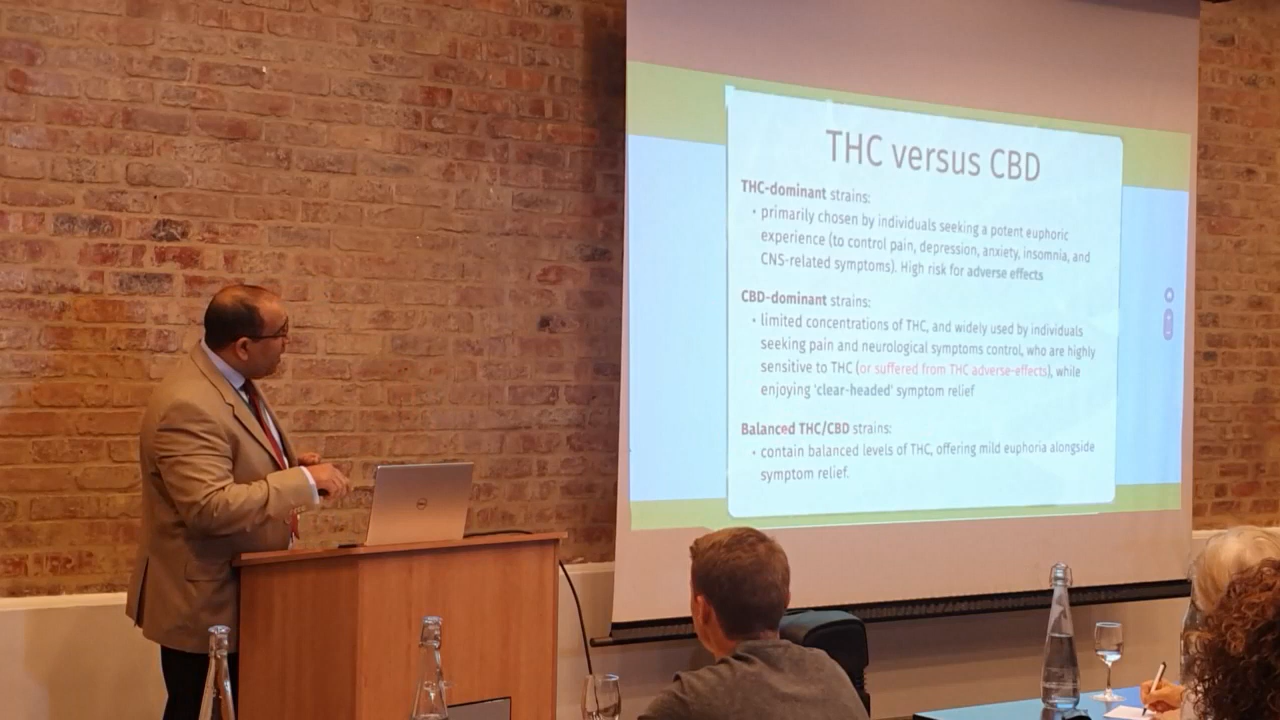 THC versus CBD
THC-dominant strains:
• primarily chosen by individuals seeking a potent euphoric
experience (to control pain, depression, anxiety, insomnia, and
CNS-related symptoms). High risk for adverse effects
CBD-dominant strains:
• limited concentrations of THC, and widely used by individuals
seeking pain and neurological symptoms control, who are highly
sensitive to THC (or suffered from THC adverse-effects), while
enjoying 'clear-headed' symptom relief
Balanced THC/CBD strains:
• contain balanced levels of THC, offering mild euphoria alongside
symptom relief.
DELL